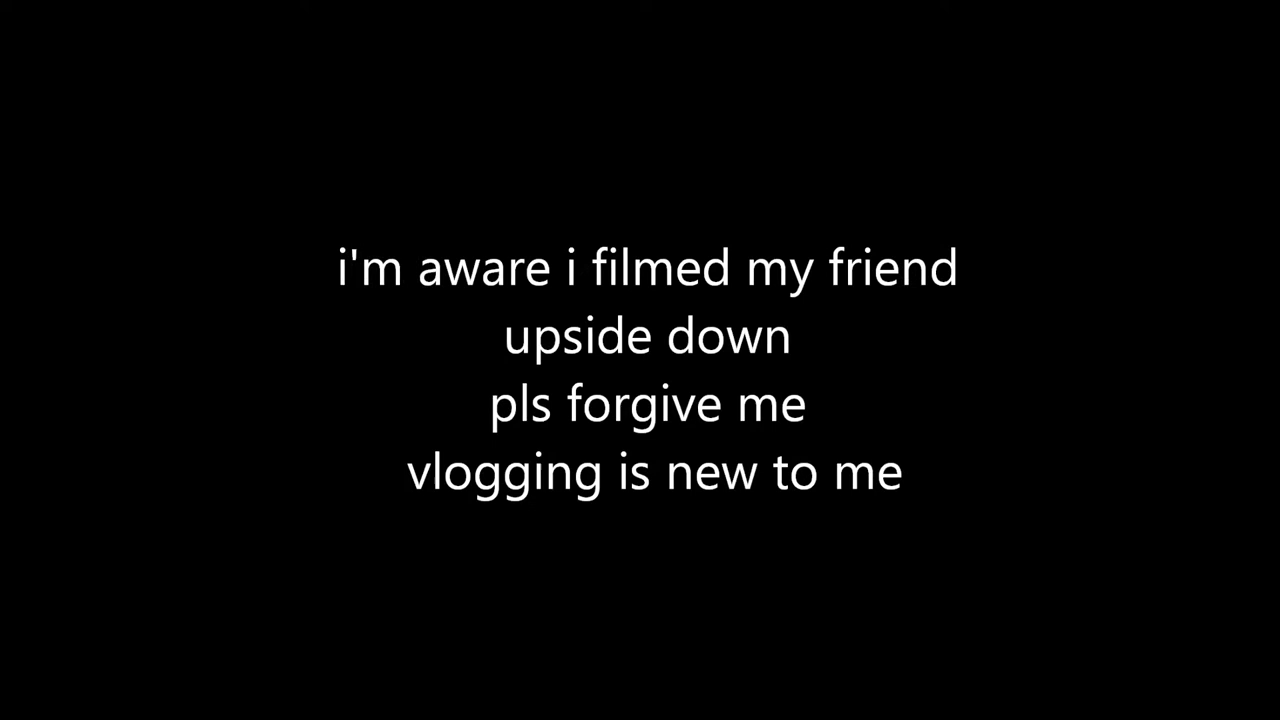 i'm aware i filmed my friend
upside down
pls forgive me
vlogging is new to me